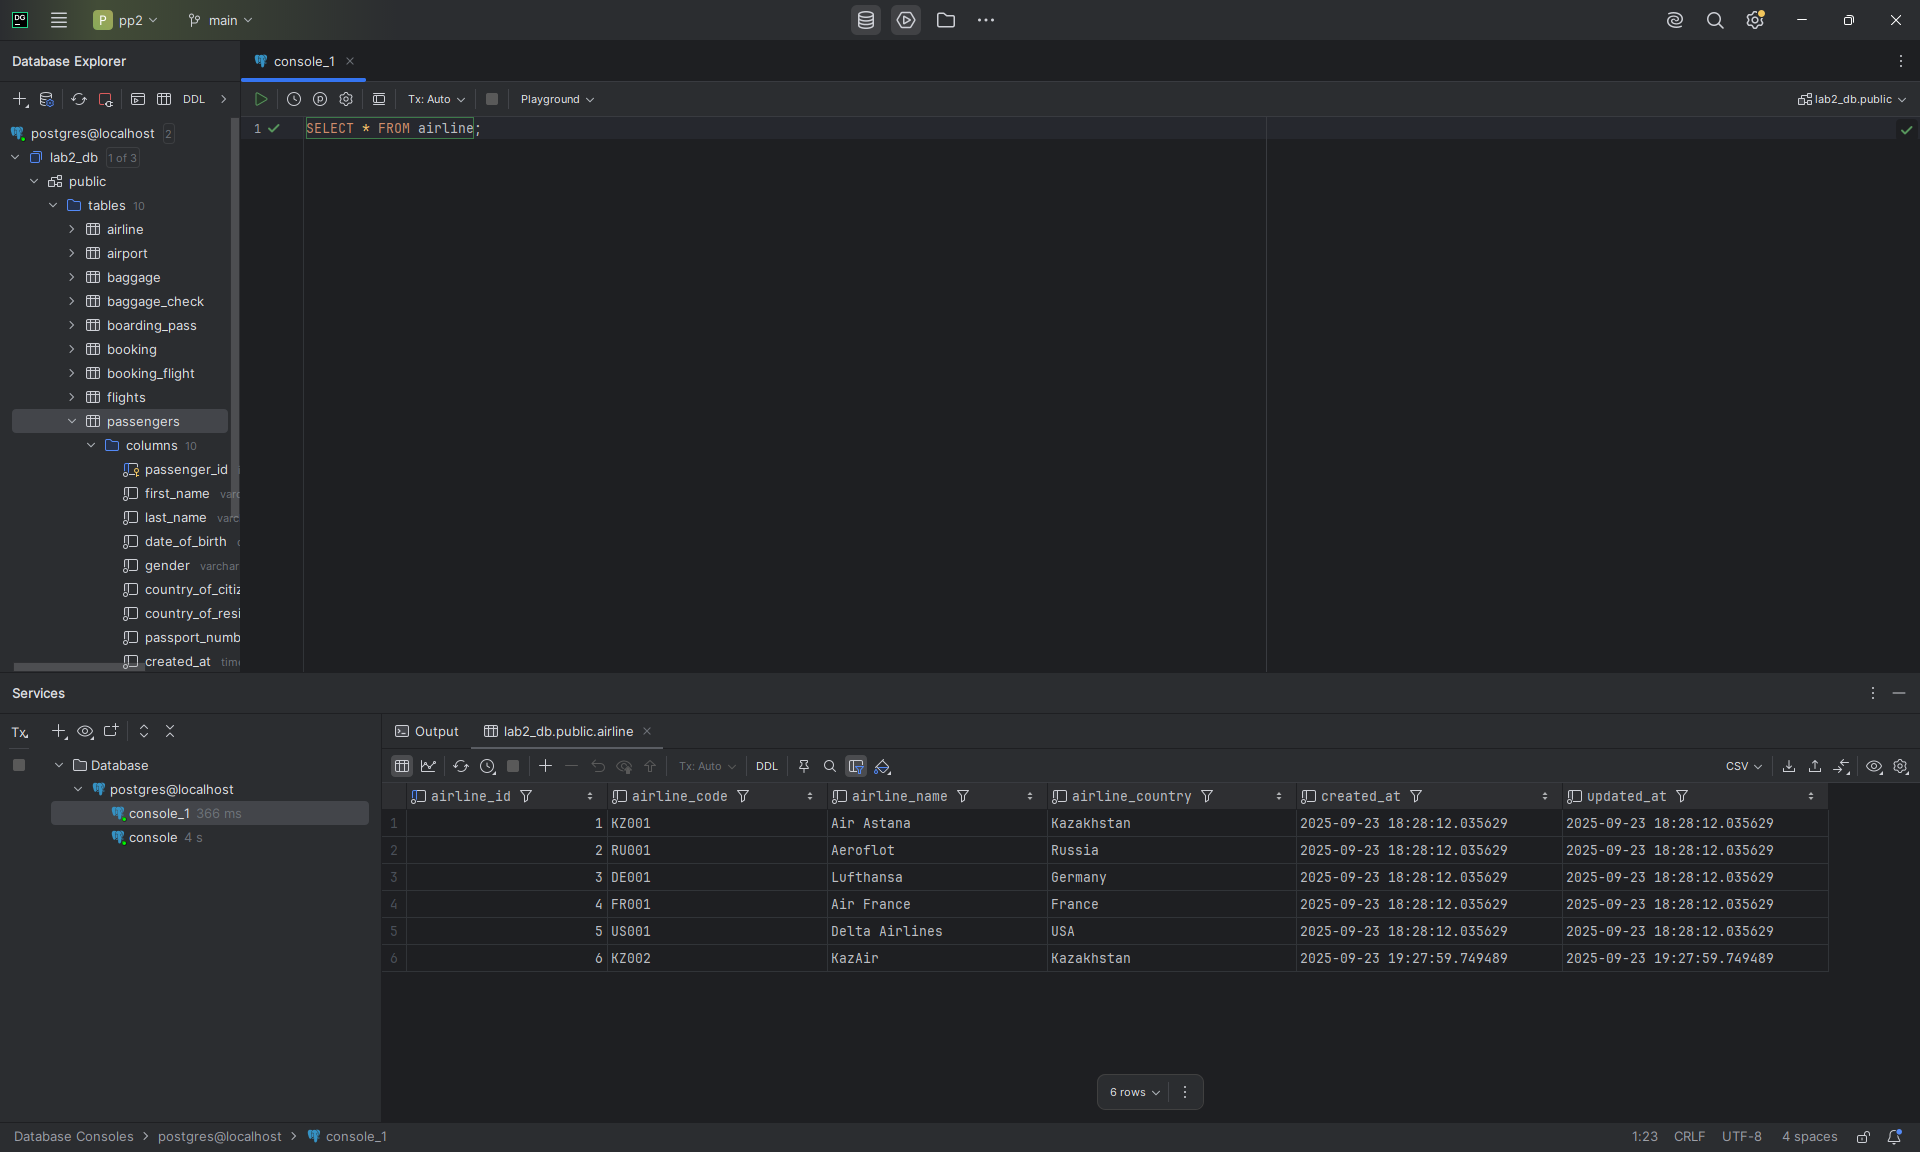 DG P pp2 main
Database Explorer
console_1
DDL
Tx: Auto Playground lab2_db.public
postgres@localhost 2
1 SELECT * FROM airline;
lab2_db 1 of 3
public
tables 10
airline
airport
baggage
baggage_check
boarding_pass
booking
booking_flight
flights
passengers
columns 10
passenger_id
first_name varc
last_name varc
date_of_birth
gender varchar
country_of_citiz
country_of_resi
passport_numb
created_at time
Services
Tx
Output lab2_db.public.airline
Database
postgres@localhost
console_1 366 ms
console 4 s
Tx: Auto DDL CSV
airline_id airline_code airline_name airline_country created_at updated_at
1 1 KZ001 Air Astana Kazakhstan 2025-09-23 18:28:12.035629 2025-09-23 18:28:12.035629
2 2 RU001 Aeroflot Russia 2025-09-23 18:28:12.035629 2025-09-23 18:28:12.035629
3 3 DE001 Lufthansa Germany 2025-09-23 18:28:12.035629 2025-09-23 18:28:12.035629
4 4 FR001 Air France France 2025-09-23 18:28:12.035629 2025-09-23 18:28:12.035629
5 5 US001 Delta Airlines USA 2025-09-23 18:28:12.035629 2025-09-23 18:28:12.035629
6 6 KZ002 KazAir Kazakhstan 2025-09-23 19:27:59.749489 2025-09-23 19:27:59.749489
6 rows
Database Consoles postgres@localhost console_1
1:23 CRLF UTF-8 4 spaces